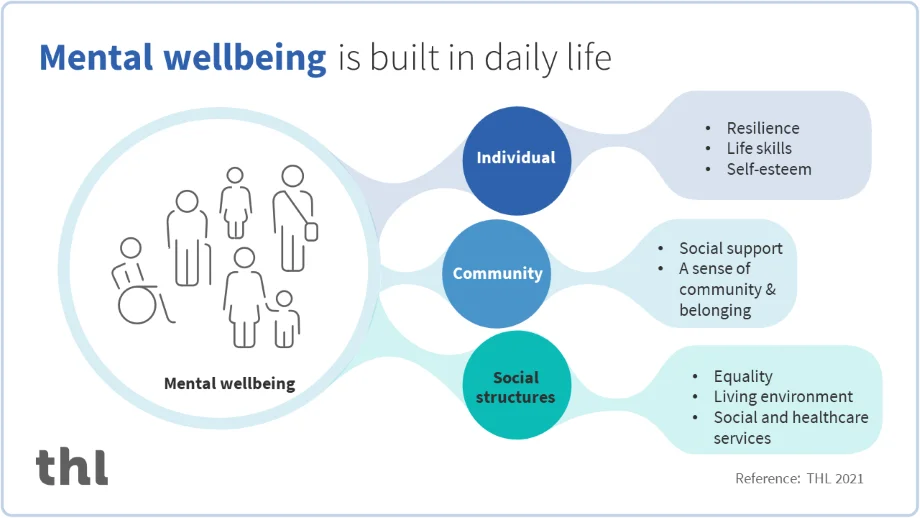 Mental wellbeing is built in daily life
Individual
• Resilience
• Life skills
• Self-esteem
Community
• Social support
• A sense of
community &
belonging
Mental wellbeing
Social
structures
• Equality
• Living environment
• Social and healthcare
services
thl
Reference: THL 2021